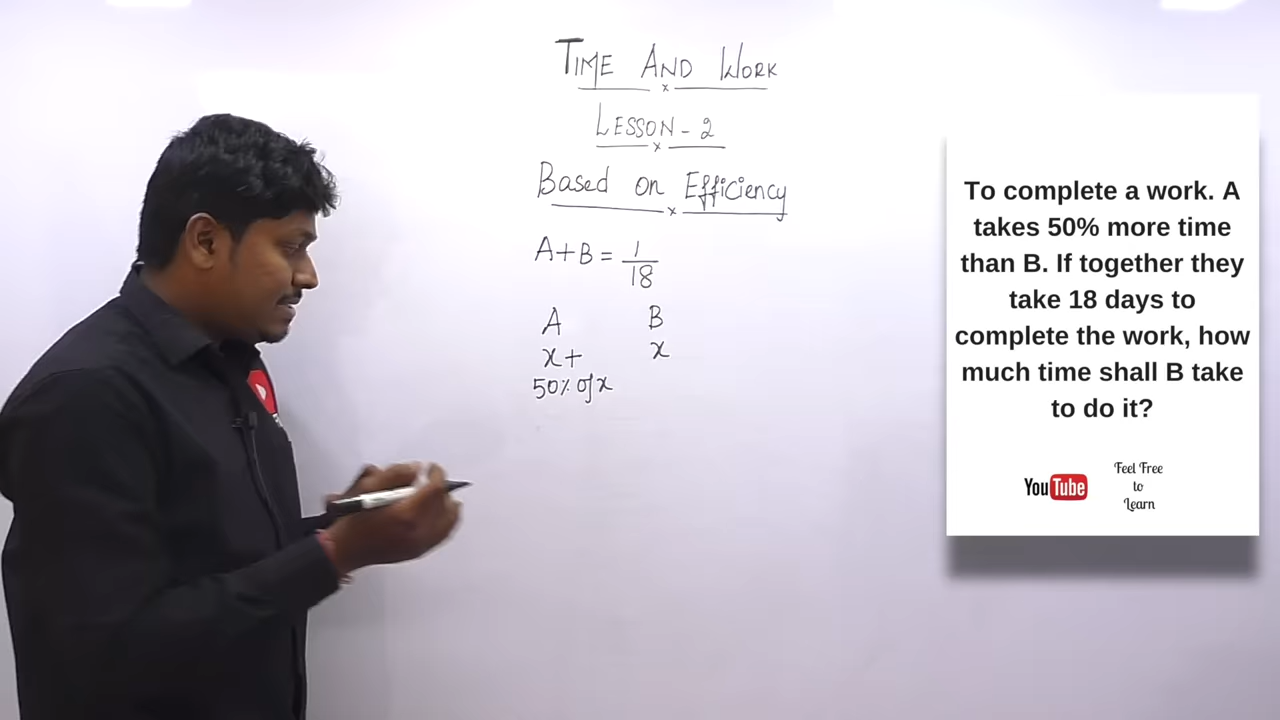 TIME AND WORK
LESSON - 2
Based on Efficiency
A+B = 1/18
A B
x+ x
50% of x
To complete a work. A
takes 50% more time
than B. If together they
take 18 days to
complete the work, how
much time shall B take
to do it?
YouTube
Feel Free
to
Learn